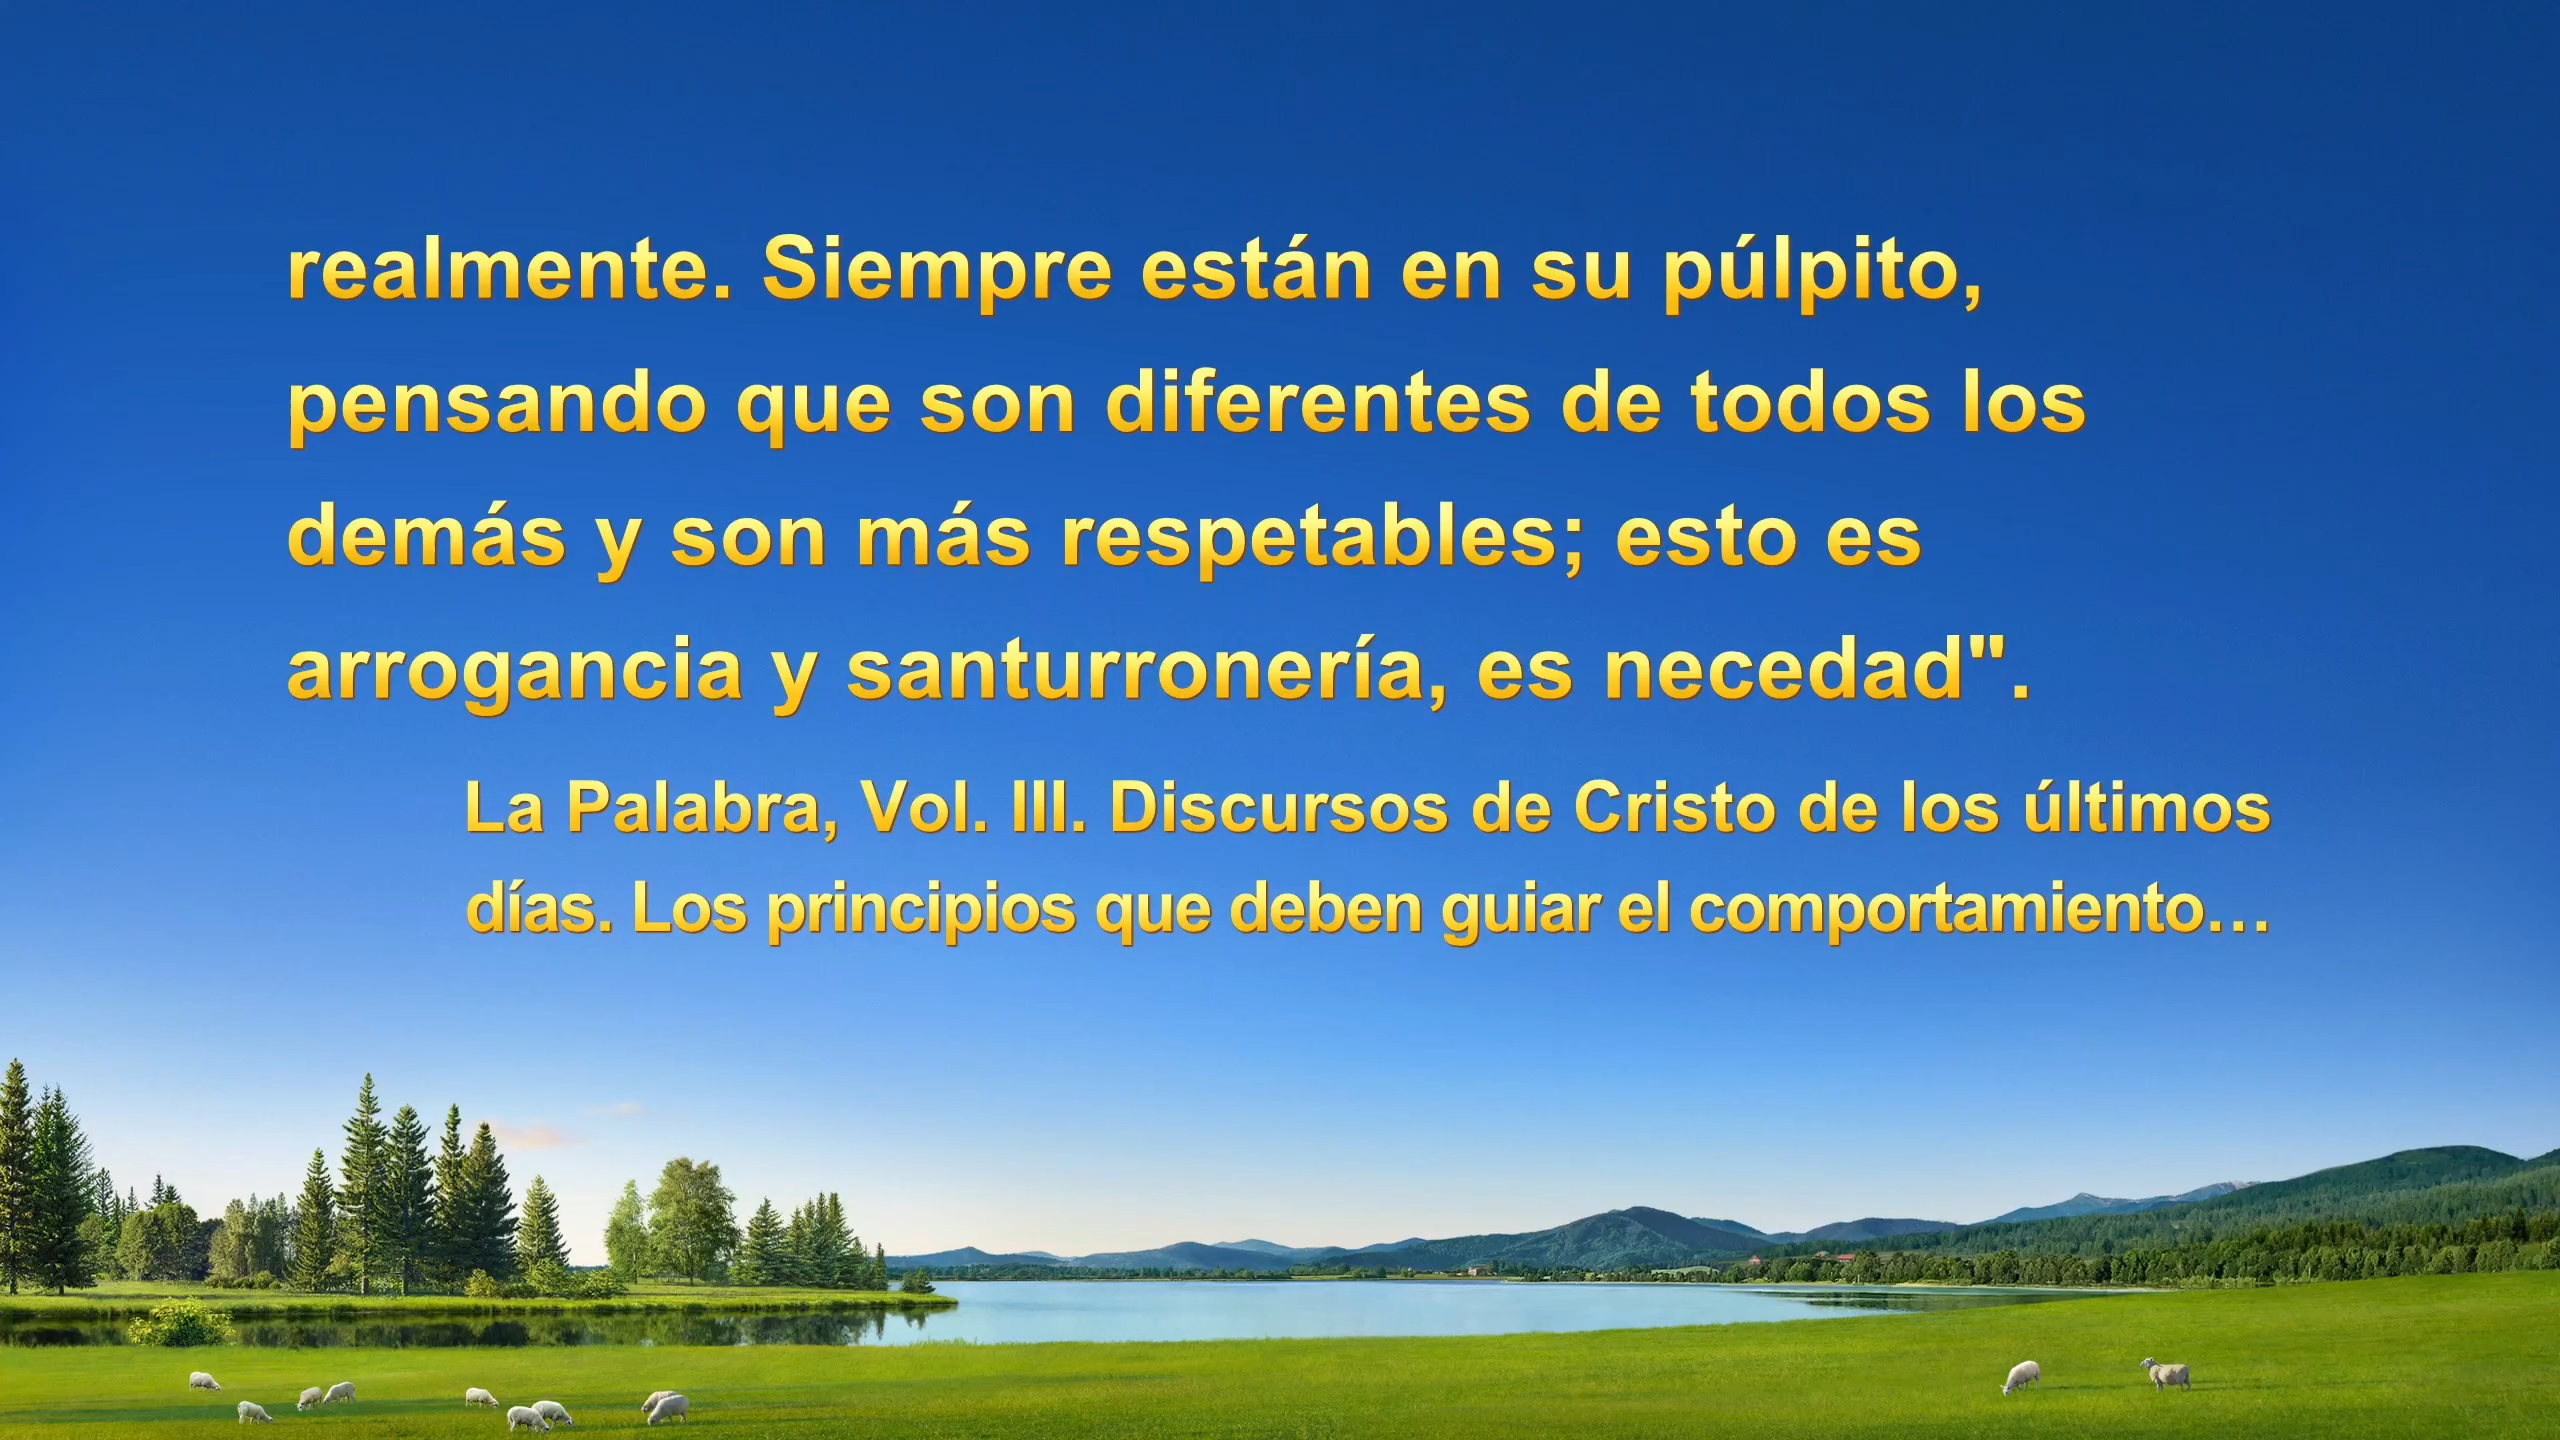 realmente. Siempre están en su púlpito,
pensando que son diferentes de todos los
demás y son más respetables; esto es
arrogancia y santurronería, es necedad".
La Palabra, Vol. III. Discursos de Cristo de los últimos
días. Los principios que deben guiar el comportamiento…